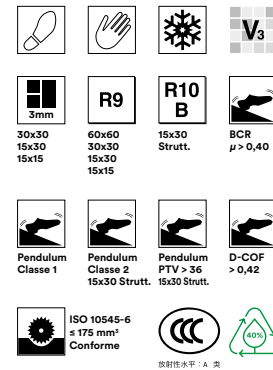 V3
3mm
R9
R10
B
30x30
15x30
15x15
60x60
30x30
15x30
15x15
15x30
Strutt.
BCR
μ > 0,40
Pendulum
Classe 1
Pendulum
Classe 2
15x30 Strutt.
Pendulum
PTV > 36
15x30 Strutt.
D-COF
> 0,42
ISO 10545-6
≤ 175 mm³
Conforme
CCC
放射性水平：A 类
40%